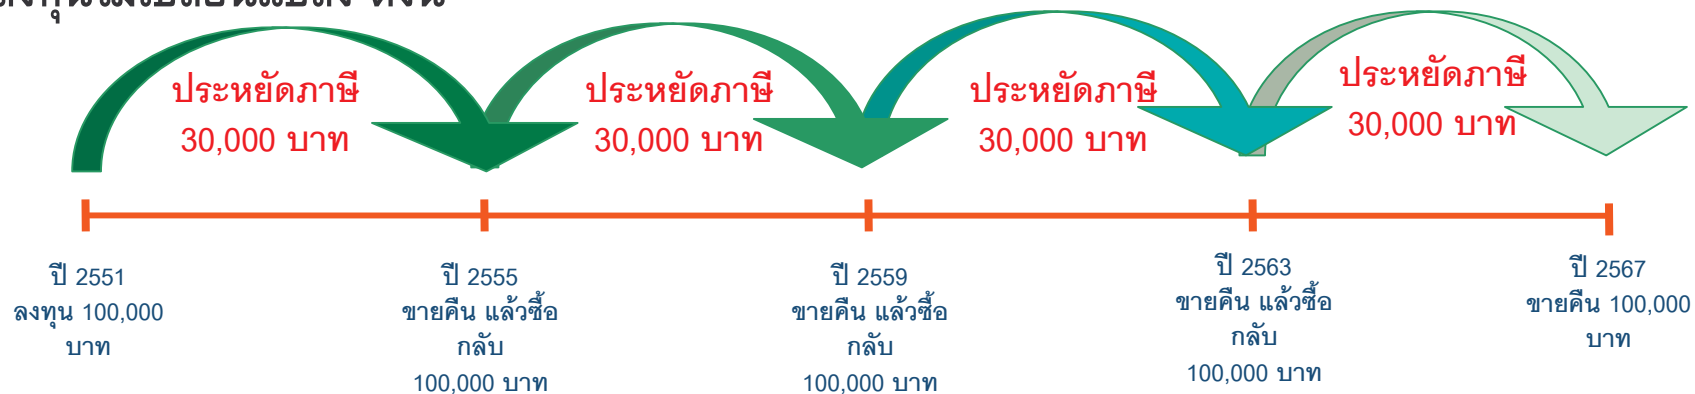 ประหยัดภาษี
30,000 บาท
ประหยัดภาษี
30,000 บาท
ประหยัดภาษี
30,000 บาท
ประหยัดภาษี
30,000 บาท
ปี 2551
ลงทุน 100,000
บาท
ปี 2555
ขายคืน แล้วซื้อ
กลับ
100,000 บาท
ปี 2559
ขายคืน แล้วซื้อ
กลับ
100,000 บาท
ปี 2563
ขายคืน แล้วซื้อ
กลับ
100,000 บาท
ปี 2567
ขายคืน 100,000
บาท